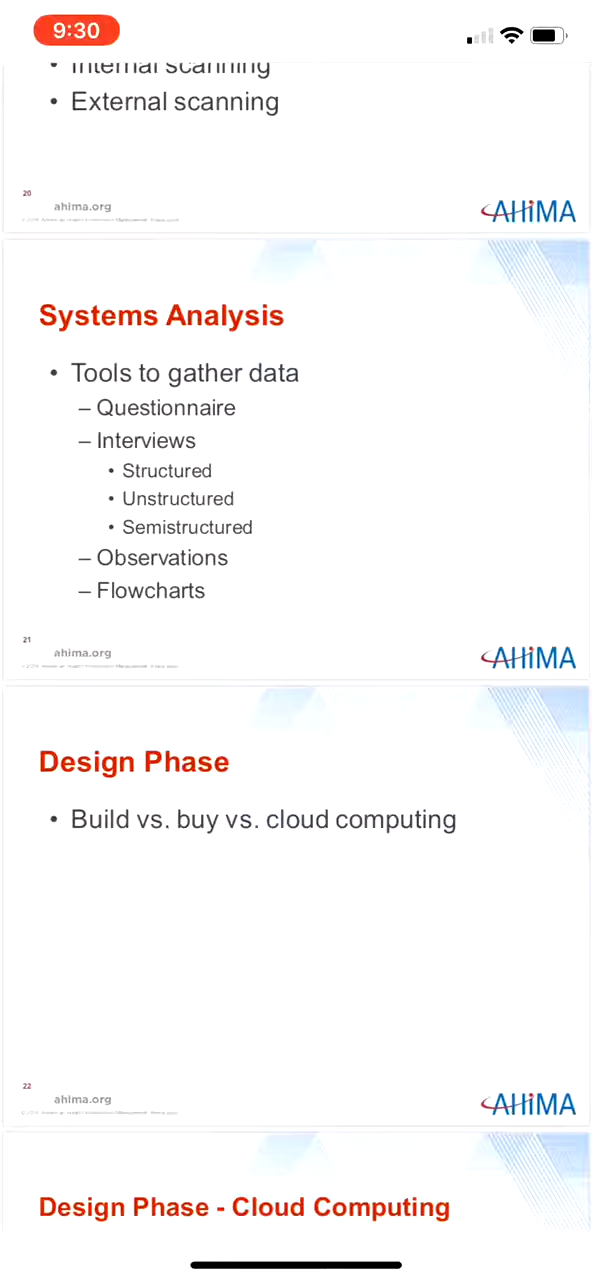 9:30
• Internal scanning
• External scanning
20
ahima.org
AHIMA
Systems Analysis
• Tools to gather data
– Questionnaire
– Interviews
• Structured
• Unstructured
• Semistructured
– Observations
– Flowcharts
21
ahima.org
AHIMA
Design Phase
• Build vs. buy vs. cloud computing
22
ahima.org
AHIMA
Design Phase - Cloud Computing